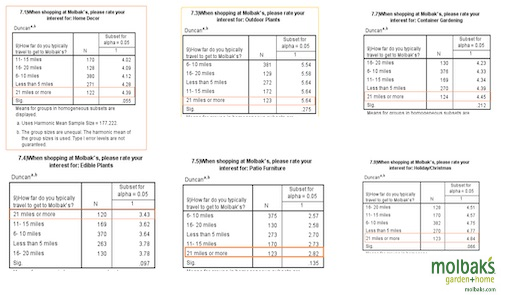 7.1)When shopping at Molbak's, please rate your
interest for: Home Decor
Duncan a,b
9)How far do you typically
travel to get to Molbak's?
N
Subset for
alpha = 0.05
1
11- 15 miles 170 4.02
16- 20 miles 128 4.09
6- 10 miles 380 4.12
Less than 5 miles 271 4.28
21 miles or more 122 4.39
Sig.
Means for groups in homogeneous subsets are
displayed.
a. Uses Harmonic Mean Sample Size = 177.222.
b. The group sizes are unequal. The harmonic mean of
the group sizes is used. Type I error levels are not
guaranteed.
7.3)When shopping at Molbak's, please rate your
interest for: Outdoor Plants
Duncan a,b
9)How far do you typically
travel to get to Molbak's?
N
Subset for
alpha = 0.05
1
6- 10 miles 381 5.54
16- 20 miles 129 5.58
Less than 5 miles 272 5.64
11- 15 miles 172 5.64
21 miles or more 123 5.64
Sig. .275
7.2)When shopping at Molbak's, please rate your
interest for: Container Gardening
Duncan a,b
9)How far do you typically
travel to get to Molbak's?
N
Subset for
alpha = 0.05
1
16- 20 miles 130 4.23
6- 10 miles 4.33
11- 15 miles 169 4.34
Less than 5 miles 270 4.39
21 miles or more 124 4.45
Sig. .212
Means for groups in homogeneous subsets are
7.4)When shopping at Molbak's, please rate your
interest for: Edible Plants
Duncan a,b
9)How far do you typically
travel to get to Molbak's?
N
Subset for
alpha = 0.05
1
21 miles or more 120 3.43
11- 15 miles 169 3.62
6- 10 miles 370 3.64
Less than 5 miles 263 3.78
16- 20 miles 130 3.78
Sig. .097
7.5)When shopping at Molbak's, please rate your
interest for: Patio Furniture
Duncan a,b
9)How far do you typically
travel to get to Molbak's?
N
Subset for
alpha = 0.05
1
6- 10 miles 375 2.57
16- 20 miles 130 2.58
Less than 5 miles 273 2.70
11- 15 miles 170 2.73
21 miles or more 123 2.82
Sig. .135
When shopping at Molbak's, please rate your
interest for: Holiday/Christmas
Duncan a,b
9)How far do you typically
travel to get to Molbak's?
N
Subset for
alpha = 0.05
1
16- 20 miles 128 4.51
11- 15 miles 170 4.57
6- 10 miles 382 4.75
Less than 5 miles 270 4.77
21 miles or more 123 4.84
Sig.
molbak's
garden+home
molbaks.com